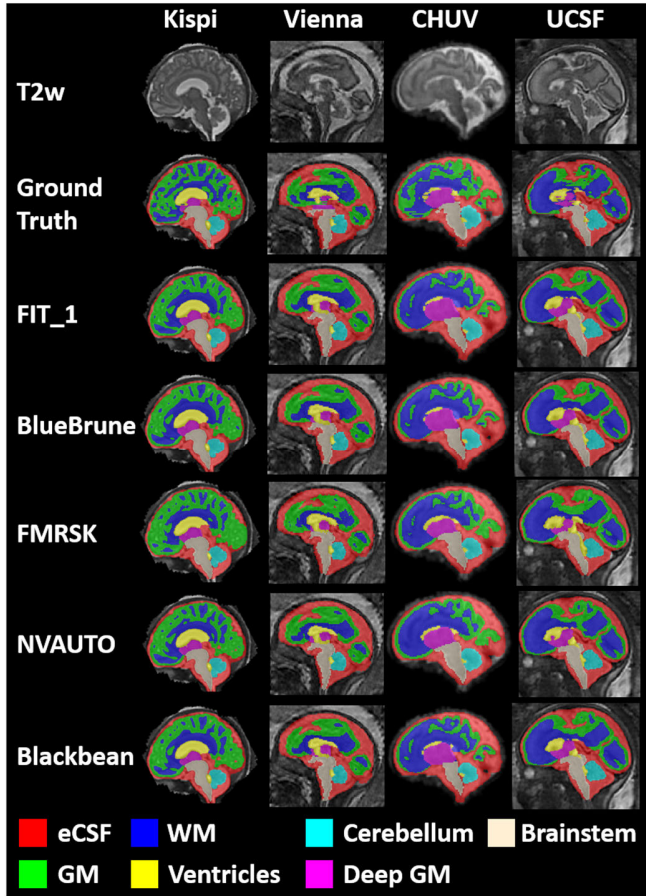 Kispi Vienna CHUV UCSF
T2w
Ground
Truth
FIT_1
BlueBrune
FMRSK
NVAUTO
Blackbean
eCSF WM Cerebellum Brainstem
GM Ventricles Deep GM